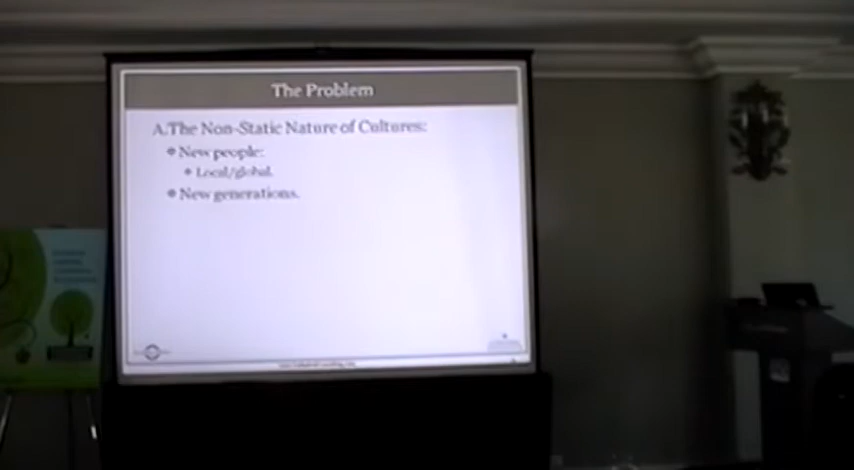 The Problem
A.The Non-Static Nature of Cultures:
New people:
Local/global.
New generations.